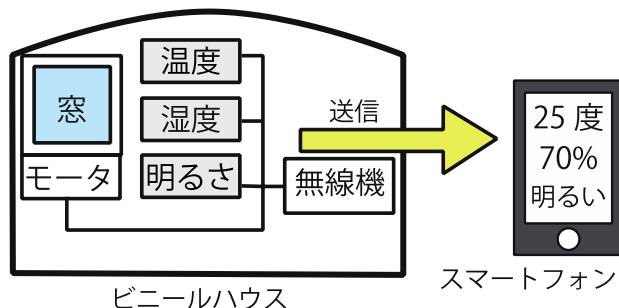 窓
モータ
温度
湿度
明るさ
無線機
送信
25 度
70%
明るい
ビニールハウス
スマートフォン